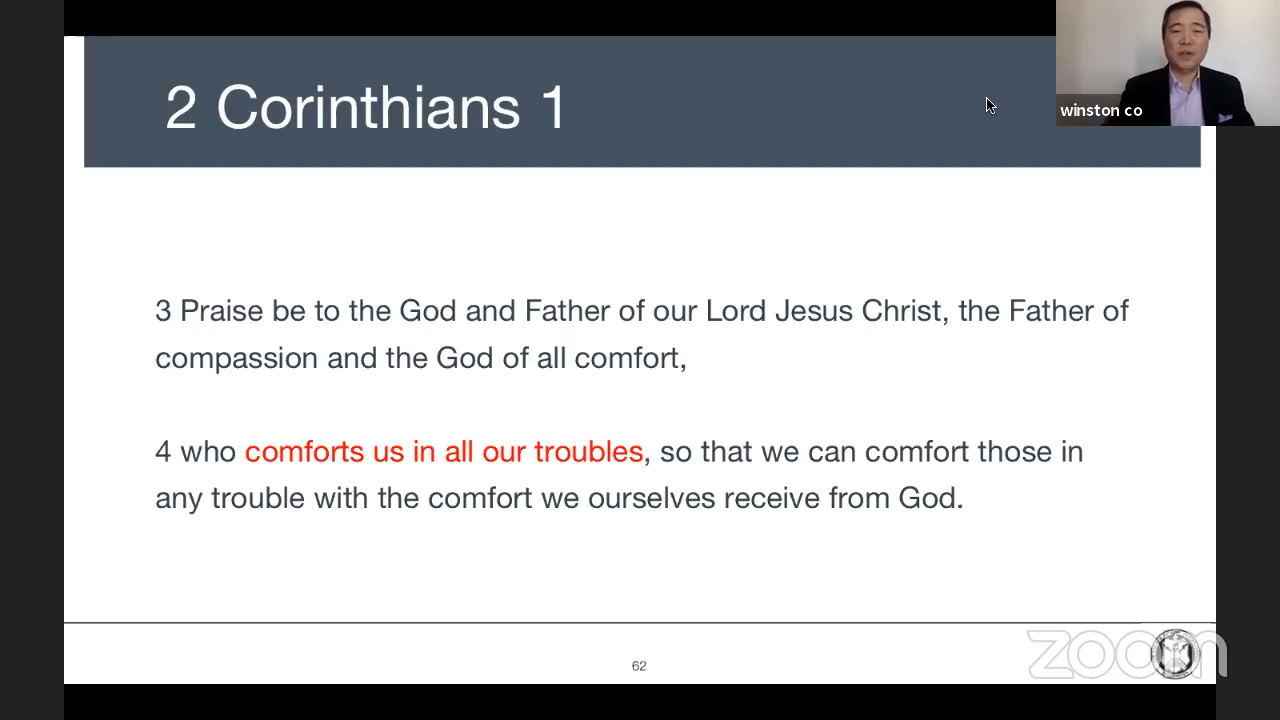 2 Corinthians 1
winston co
3 Praise be to the God and Father of our Lord Jesus Christ, the Father of
compassion and the God of all comfort,
4 who comforts us in all our troubles, so that we can comfort those in
any trouble with the comfort we ourselves receive from God.
62
zoom